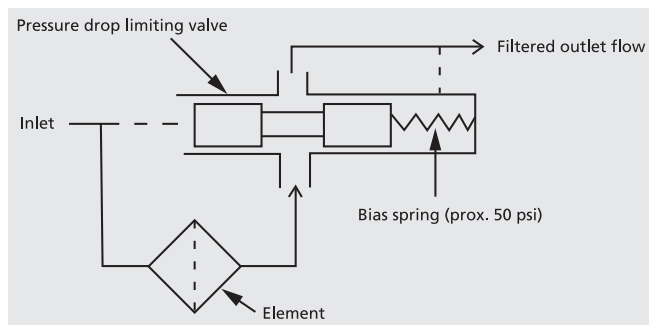 Pressure drop limiting valve
Filtered outlet flow
Inlet
Bias spring (prox. 50 psi)
Element